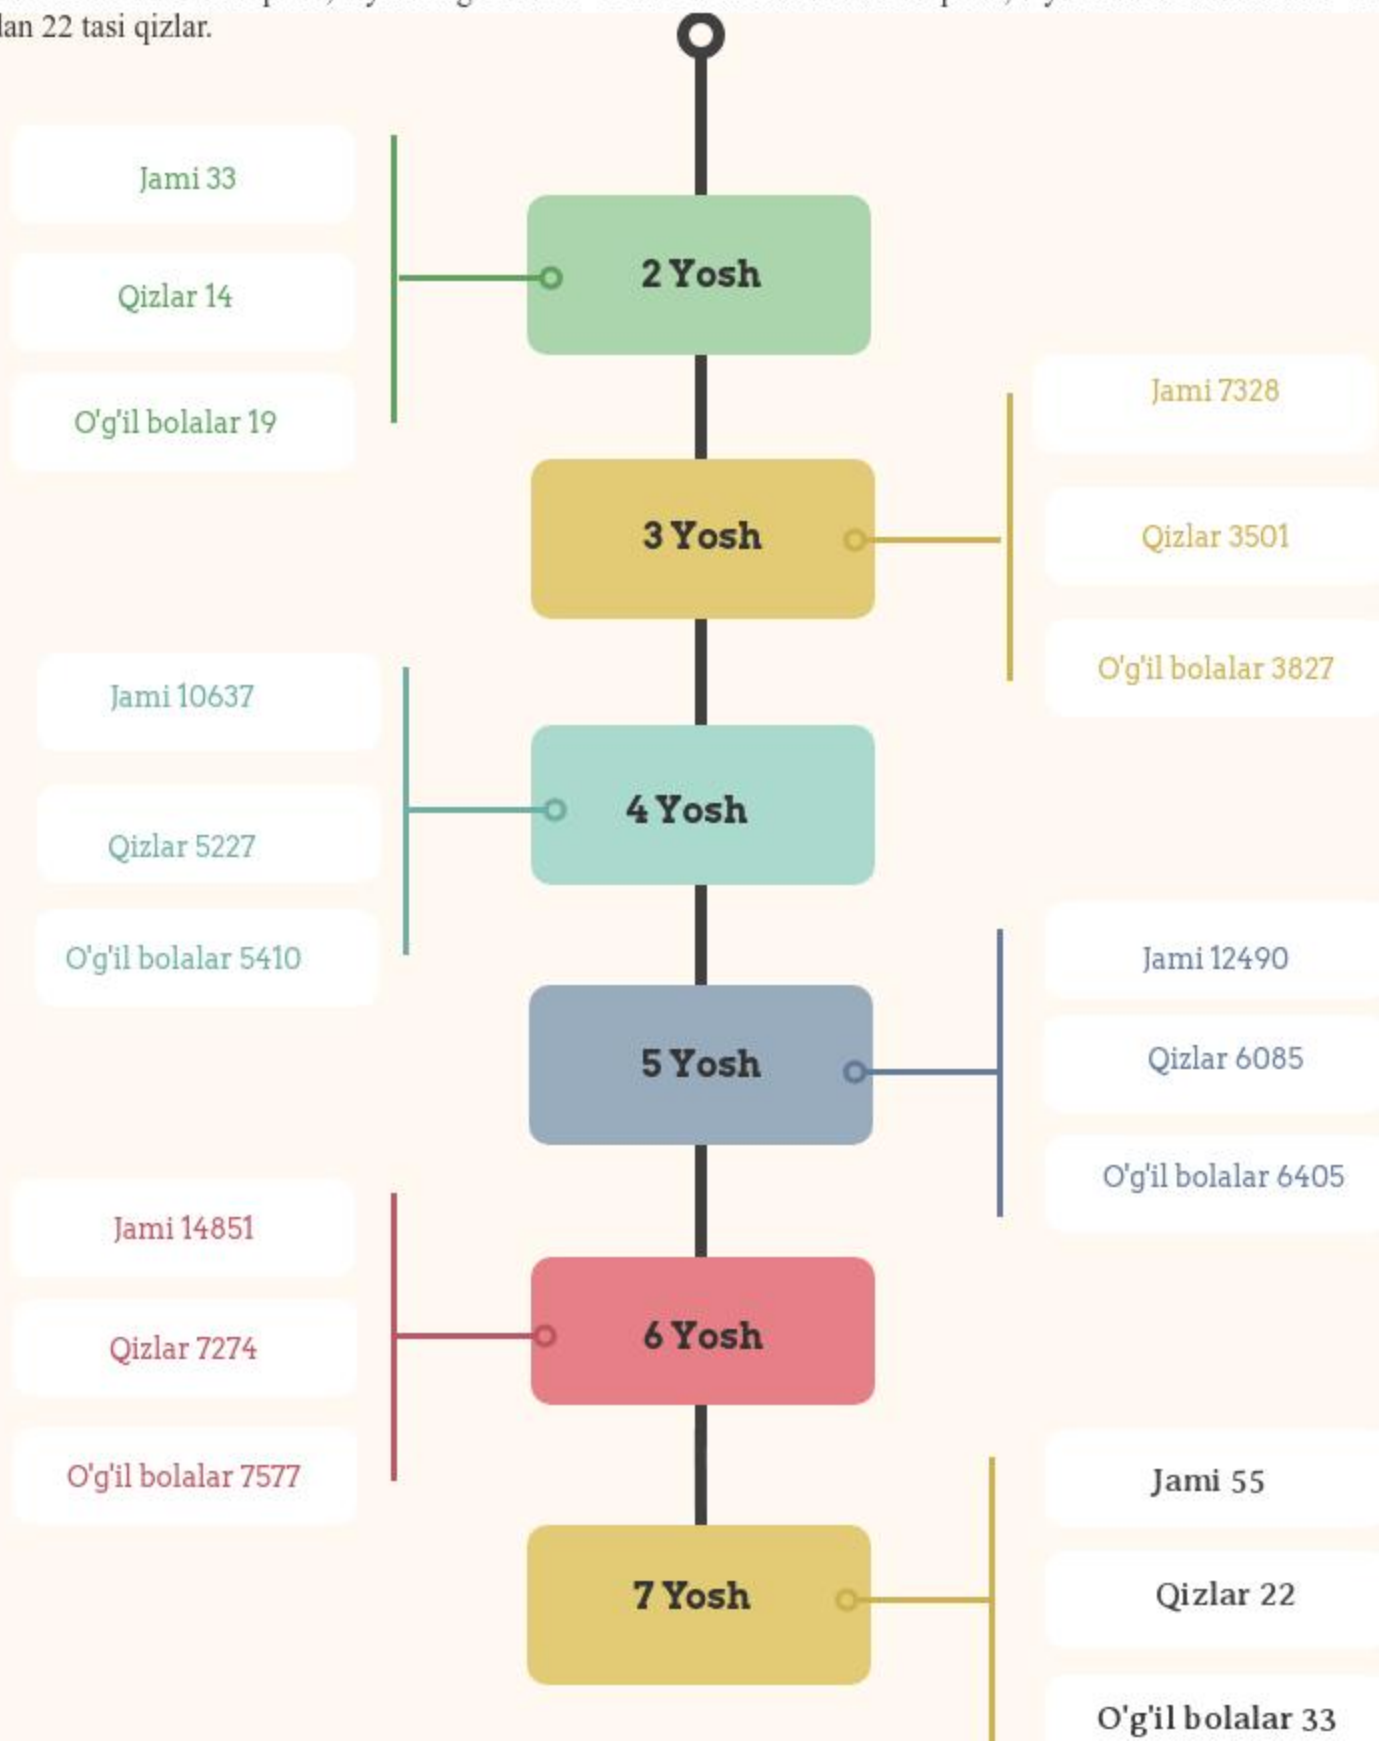 dan 22 tasi qizlar.
2 Yosh
Jami 33
Qizlar 14
O'g'il bolalar 19
3 Yosh
Jami 7328
Qizlar 3501
O'g'il bolalar 3827
4 Yosh
Jami 10637
Qizlar 5227
O'g'il bolalar 5410
5 Yosh
Jami 12490
Qizlar 6085
O'g'il bolalar 6405
6 Yosh
Jami 14851
Qizlar 7274
O'g'il bolalar 7577
7 Yosh
Jami 55
Qizlar 22
O'g'il bolalar 33